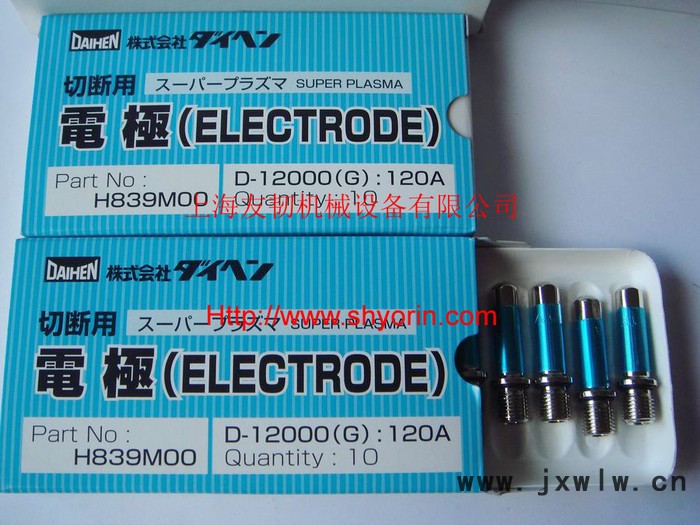 DAIHEN 株式会社ダイヘン
切断用 スーパープラズマ SUPER PLASMA
電極(ELECTRODE)
Part No : D-12000(G) : 120A
H839M00 Quantity : 10
上海友韧机械设备有限公司
DAIHEN 株式会社ダイヘン
Http://www.shyorin.com
切断用 スーパープラズマ SUPER PLASMA
電極(ELECTRODE)
Part No : D-12000(G) : 120A
H839M00 Quantity : 10
www.jxwlw.cn